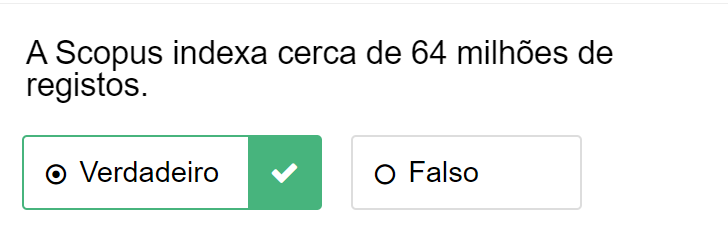 A Scopus indexa cerca de 64 milhões de
registos.
Verdadeiro
Falso